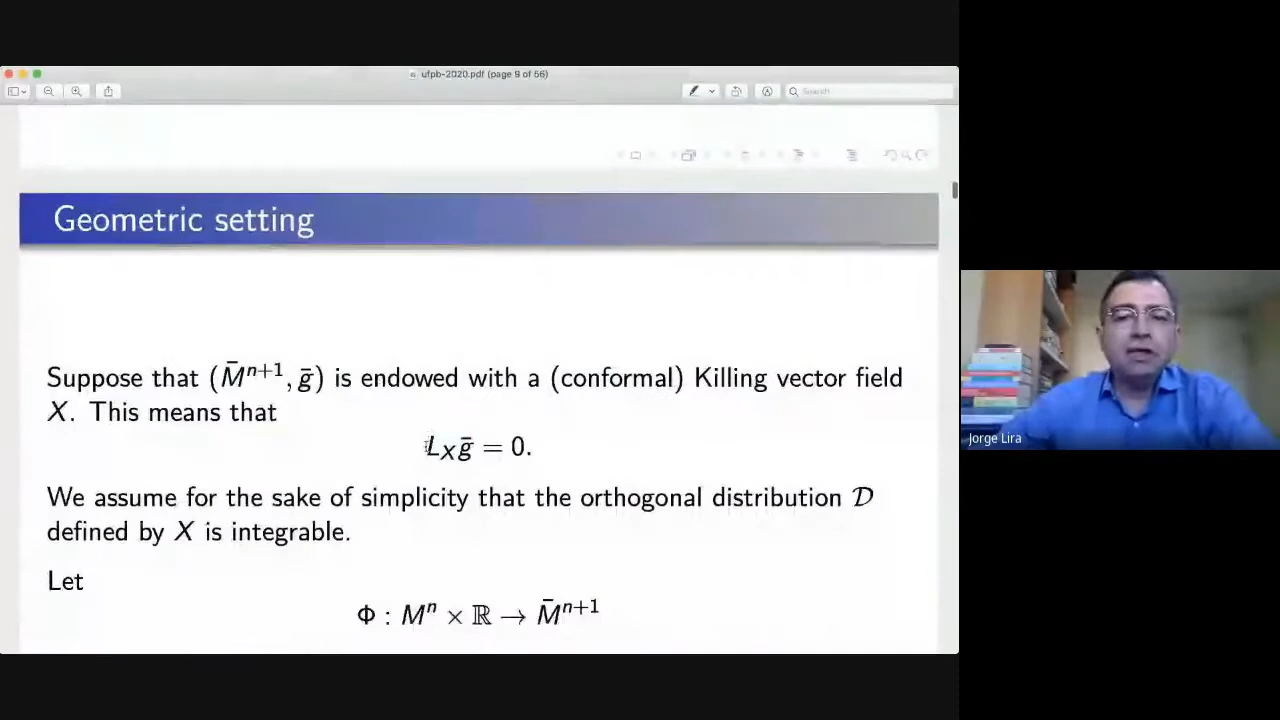 ufpb-2020.pdf (page 9 of 56)
Search
Geometric setting
Suppose that (M̄ⁿ⁺¹, ḡ) is endowed with a (conformal) Killing vector field
X. This means that
L_X ḡ = 0.
We assume for the sake of simplicity that the orthogonal distribution 𝒟
defined by X is integrable.
Let
Φ : Mⁿ × ℝ → M̄ⁿ⁺¹
Jorge Lira